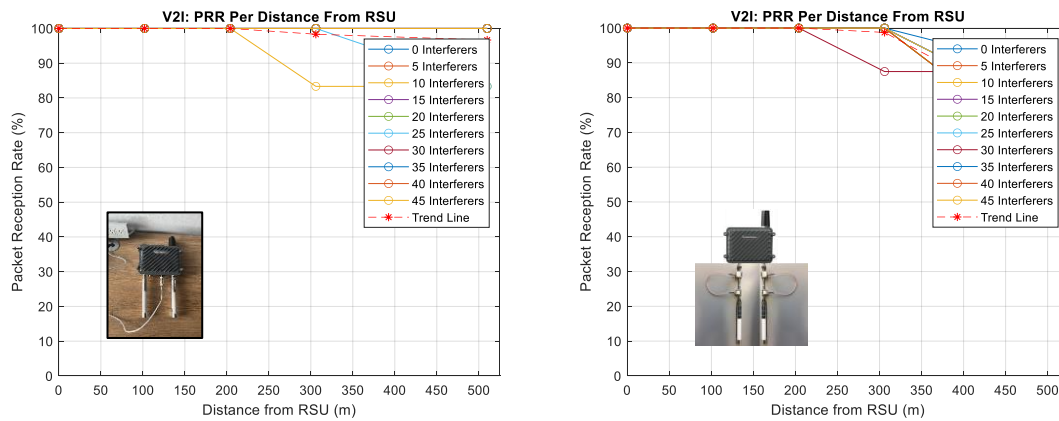 V2I: PRR Per Distance From RSU
Packet Reception Rate (%)
100
90
80
70
60
50
40
30
20
10
0
0 50 100 150 200 250 300 350 400 450 500
Distance from RSU (m)
0 Interferers
5 Interferers
10 Interferers
15 Interferers
20 Interferers
25 Interferers
30 Interferers
35 Interferers
40 Interferers
45 Interferers
Trend Line
V2I: PRR Per Distance From RSU
Packet Reception Rate (%)
100
90
80
70
60
50
40
30
20
10
0
0 50 100 150 200 250 300 350 400 450 500
Distance from RSU (m)
0 Interferers
5 Interferers
10 Interferers
15 Interferers
20 Interferers
25 Interferers
30 Interferers
35 Interferers
40 Interferers
45 Interferers
Trend Line